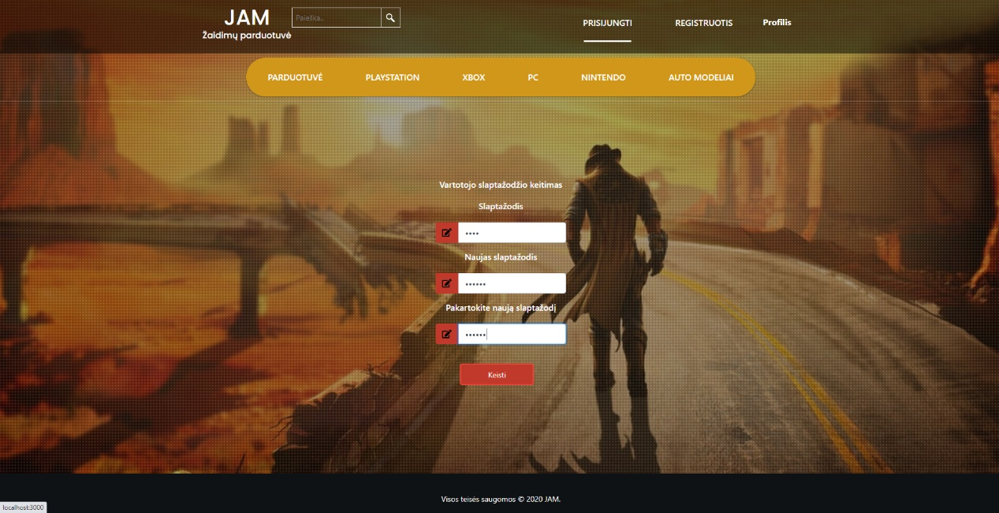 JAM
Žaidimų parduotuvė
Paieška..
PRISIJUNGTI
REGISTRUOTIS
Profilis
PARDUOTUVĖ
PLAYSTATION
XBOX
PC
NINTENDO
AUTO MODELIAI
Vartotojo slaptažodžio keitimas
Slaptažodis
••••
Naujas slaptažodis
••••••
Pakartokite naują slaptažodį
••••••
Keisti
Visos teisės saugomos © 2020 JAM.
localhost:3000